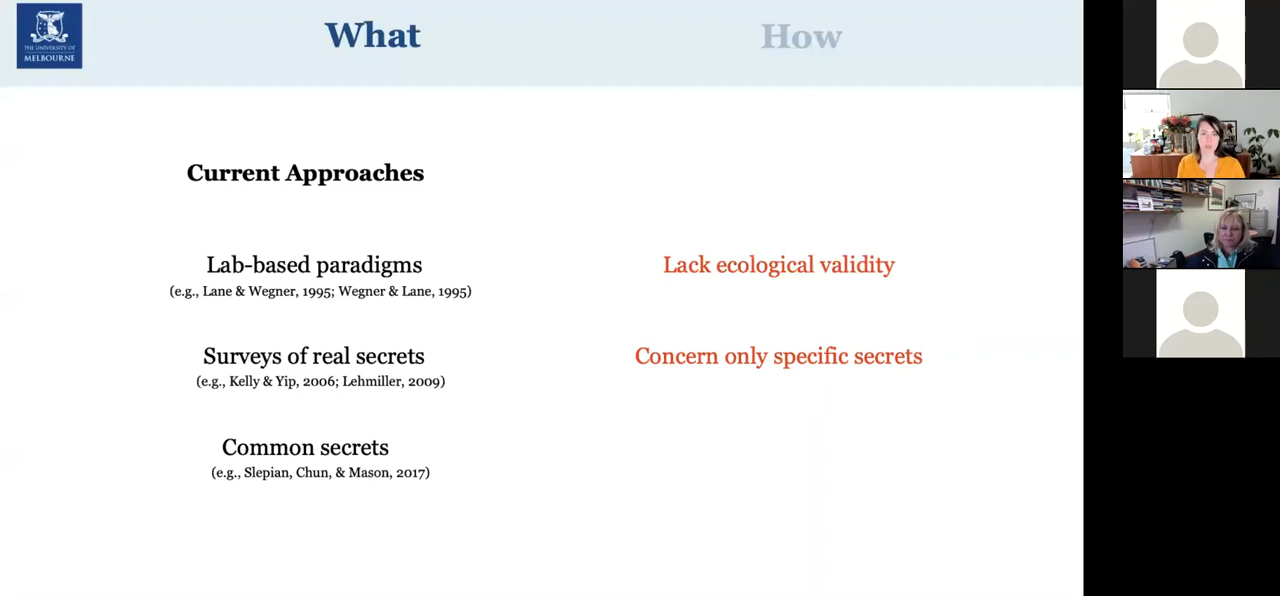 THE UNIVERSITY OF
MELBOURNE
What
How
Current Approaches
Lab-based paradigms
(e.g., Lane & Wegner, 1995; Wegner & Lane, 1995)
Lack ecological validity
Surveys of real secrets
(e.g., Kelly & Yip, 2006; Lehmiller, 2009)
Concern only specific secrets
Common secrets
(e.g., Slepian, Chun, & Mason, 2017)